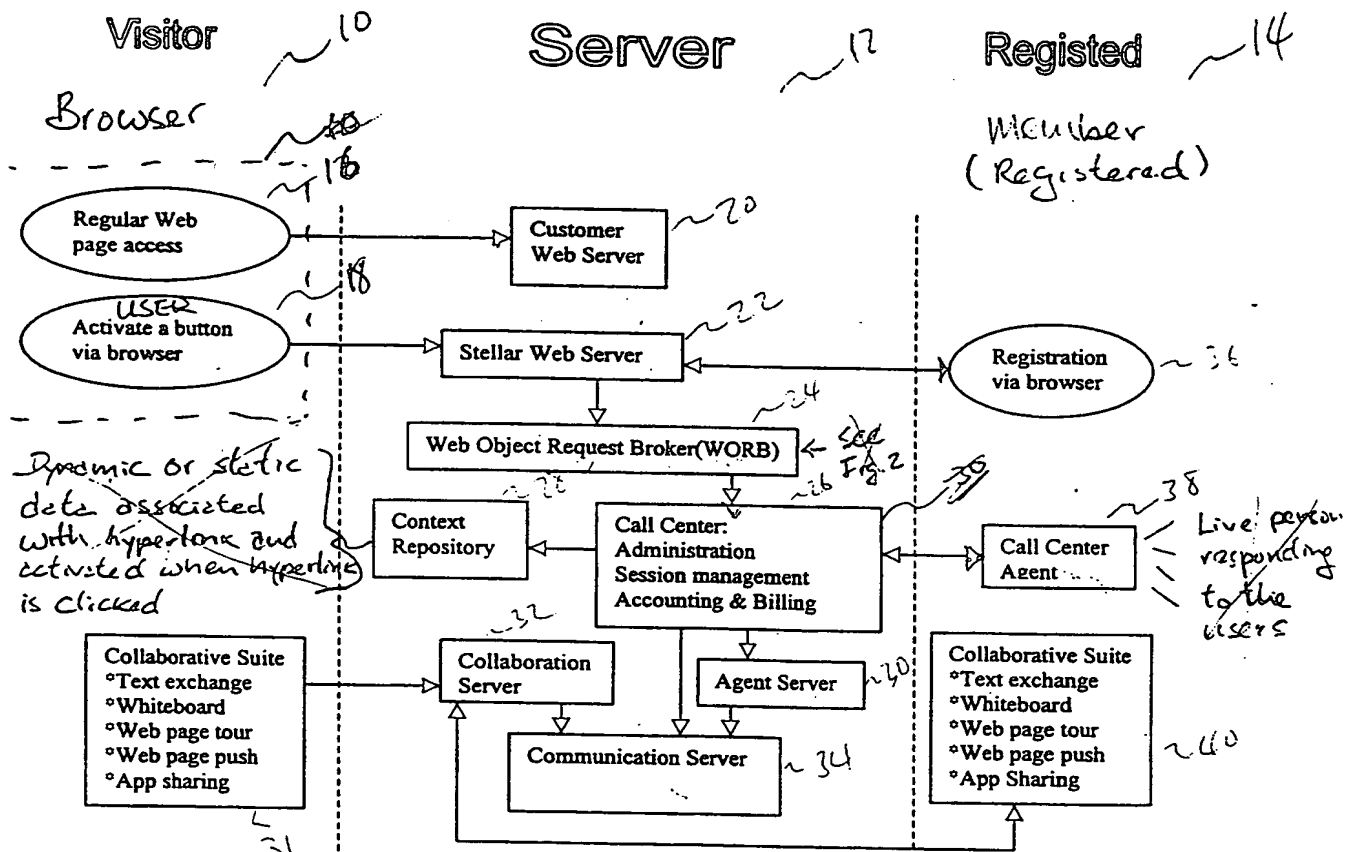 Visitor
10
Server
12
Registed
14
Browser
10
Member
(Registered)
16
Regular Web
page access
20
Customer
Web Server
18
USER
Activate a button
via browser
22
Stellar Web Server
Registration
via browser
36
24
Web Object Request Broker(WORB)
see
Fig. 2
Dynamic or static
data associated
with hyperlink and
activated when hyperlink
is clicked
28
Context
Repository
26
30
Call Center:
Administration
Session management
Accounting & Billing
38
Call Center
Agent
Live person
responding
to the
users
32
Collaborative Suite
*Text exchange
*Whiteboard
*Web page tour
*Web page push
*App sharing
31
Collaboration
Server
Agent Server
30
Communication Server
34
Collaborative Suite
*Text exchange
*Whiteboard
*Web page tour
*Web page push
*App Sharing
40